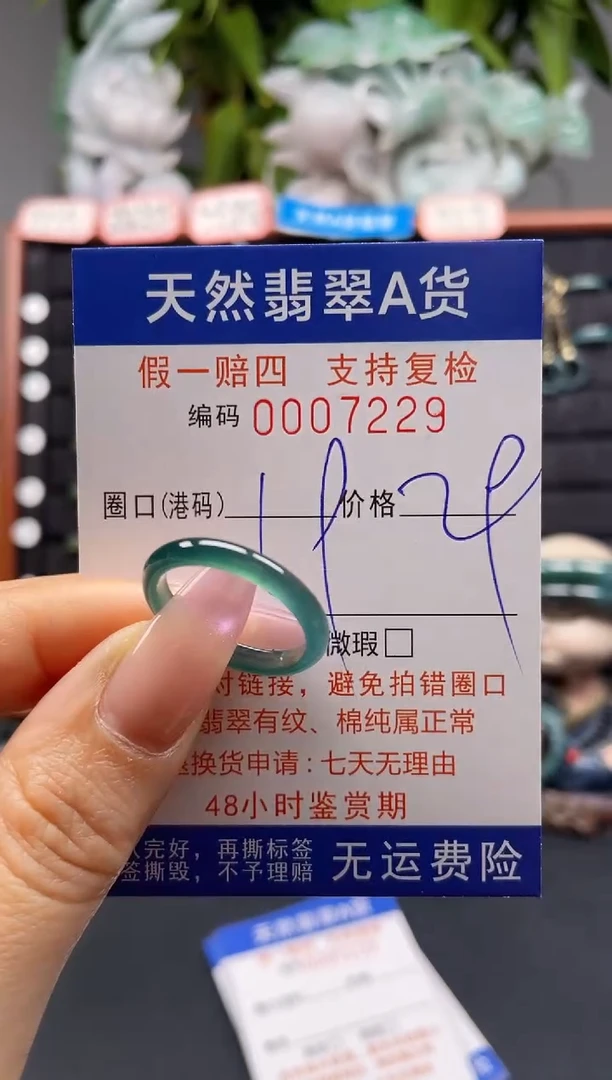 天然翡翠A货
假一赔四 支持复检
编码 0007229
圈口(港码) 价格
微瑕□
对链接，避免拍错圈口
翡翠有纹、棉纯属正常
退换货申请：七天无理由
48小时鉴赏期
完好，再撕标签
签撕毁，不予理赔
无运费险